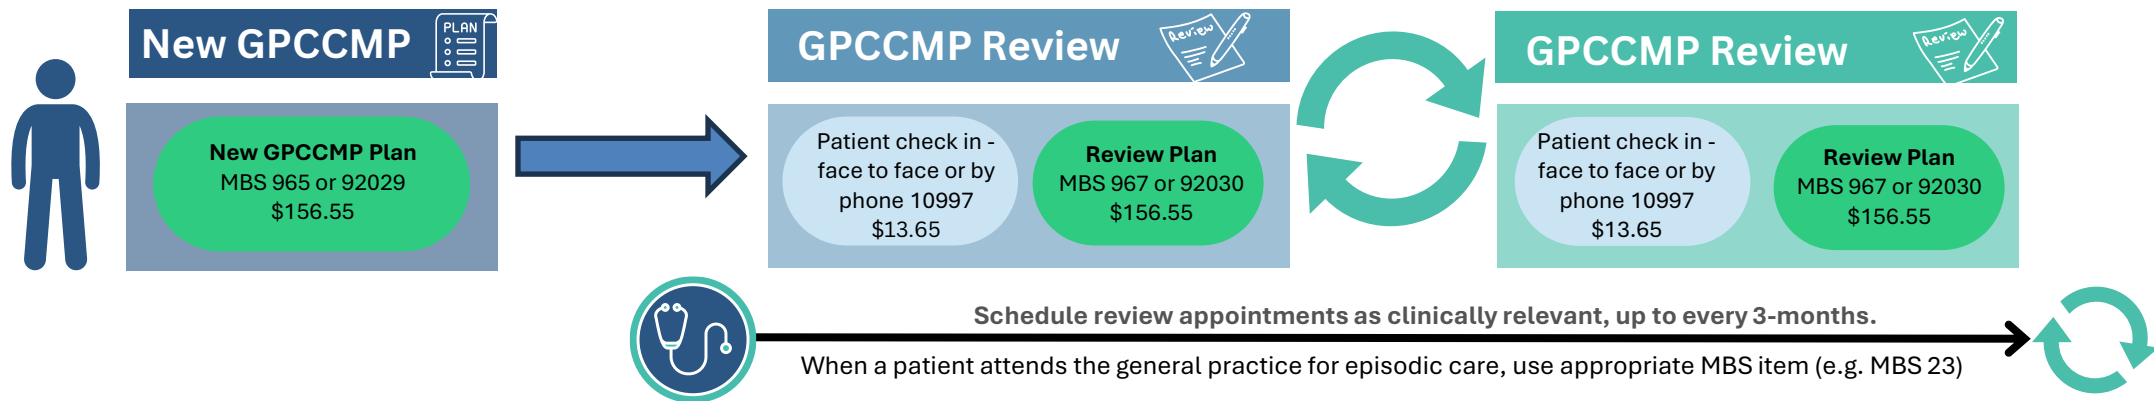 New GPCCMP
PLAN
New GPCCMP Plan
MBS 965 or 92029
$156.55
GPCCMP Review
Review
Patient check in -
face to face or by
phone 10997
$13.65
Review Plan
MBS 967 or 92030
$156.55
GPCCMP Review
Review
Patient check in -
face to face or by
phone 10997
$13.65
Review Plan
MBS 967 or 92030
$156.55
Schedule review appointments as clinically relevant, up to every 3-months.
When a patient attends the general practice for episodic care, use appropriate MBS item (e.g. MBS 23)